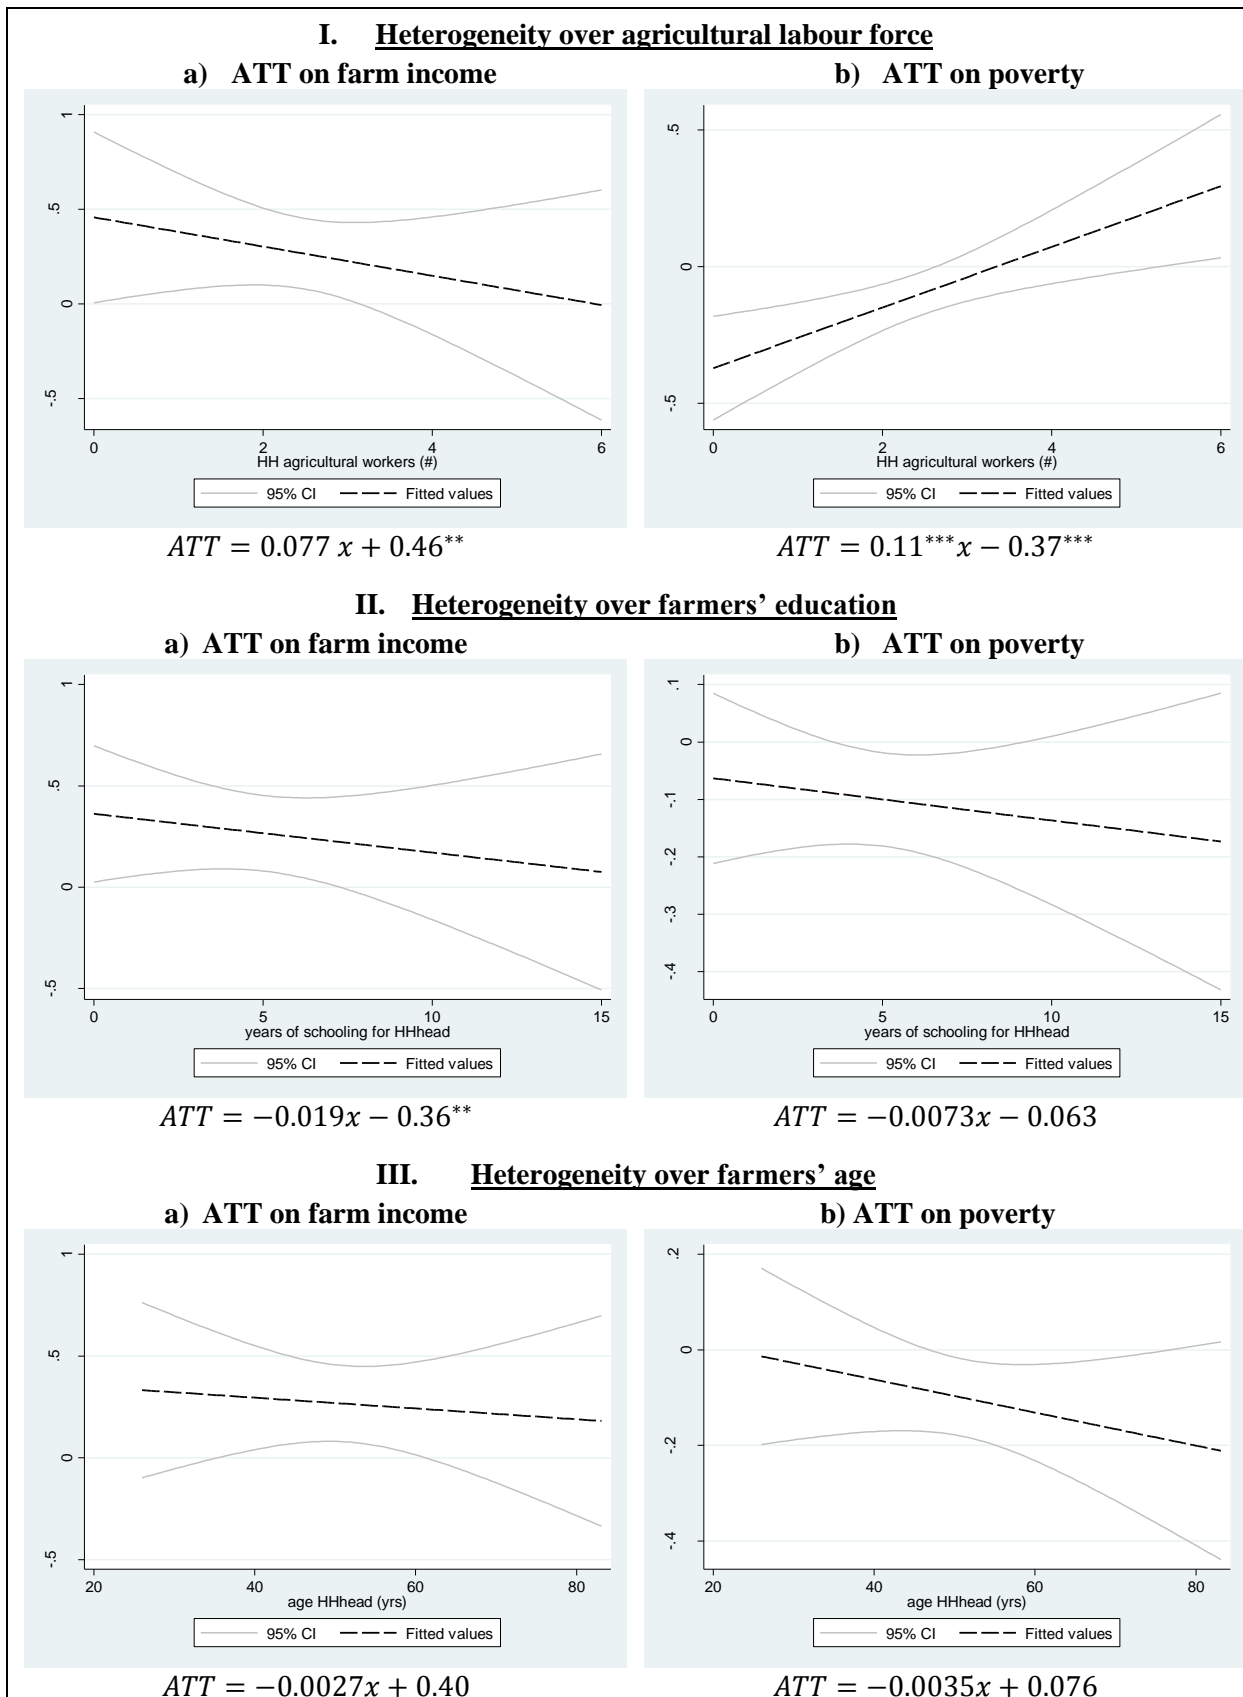 I. Heterogeneity over agricultural labour force
a) ATT on farm income
b) ATT on poverty
1
.5
0
-.5
0 2 4 6
HH agricultural workers (#)
95% CI Fitted values
.5
0
-.5
0 2 4 6
HH agricultural workers (#)
95% CI Fitted values
ATT = 0.077 x + 0.46**
ATT = 0.11***x − 0.37***
II. Heterogeneity over farmers’ education
a) ATT on farm income
b) ATT on poverty
1
.5
0
-.5
0 5 10 15
years of schooling for HHhead
95% CI Fitted values
.1
0
-.1
-.2
-.3
-.4
0 5 10 15
years of schooling for HHhead
95% CI Fitted values
ATT = −0.019x − 0.36**
ATT = −0.0073x − 0.063
III. Heterogeneity over farmers’ age
a) ATT on farm income
b) ATT on poverty
1
.5
0
-.5
20 40 60 80
age HHhead (yrs)
95% CI Fitted values
.2
0
-.2
-.4
20 40 60 80
age HHhead (yrs)
95% CI Fitted values
ATT = −0.0027x + 0.40
ATT = −0.0035x + 0.076